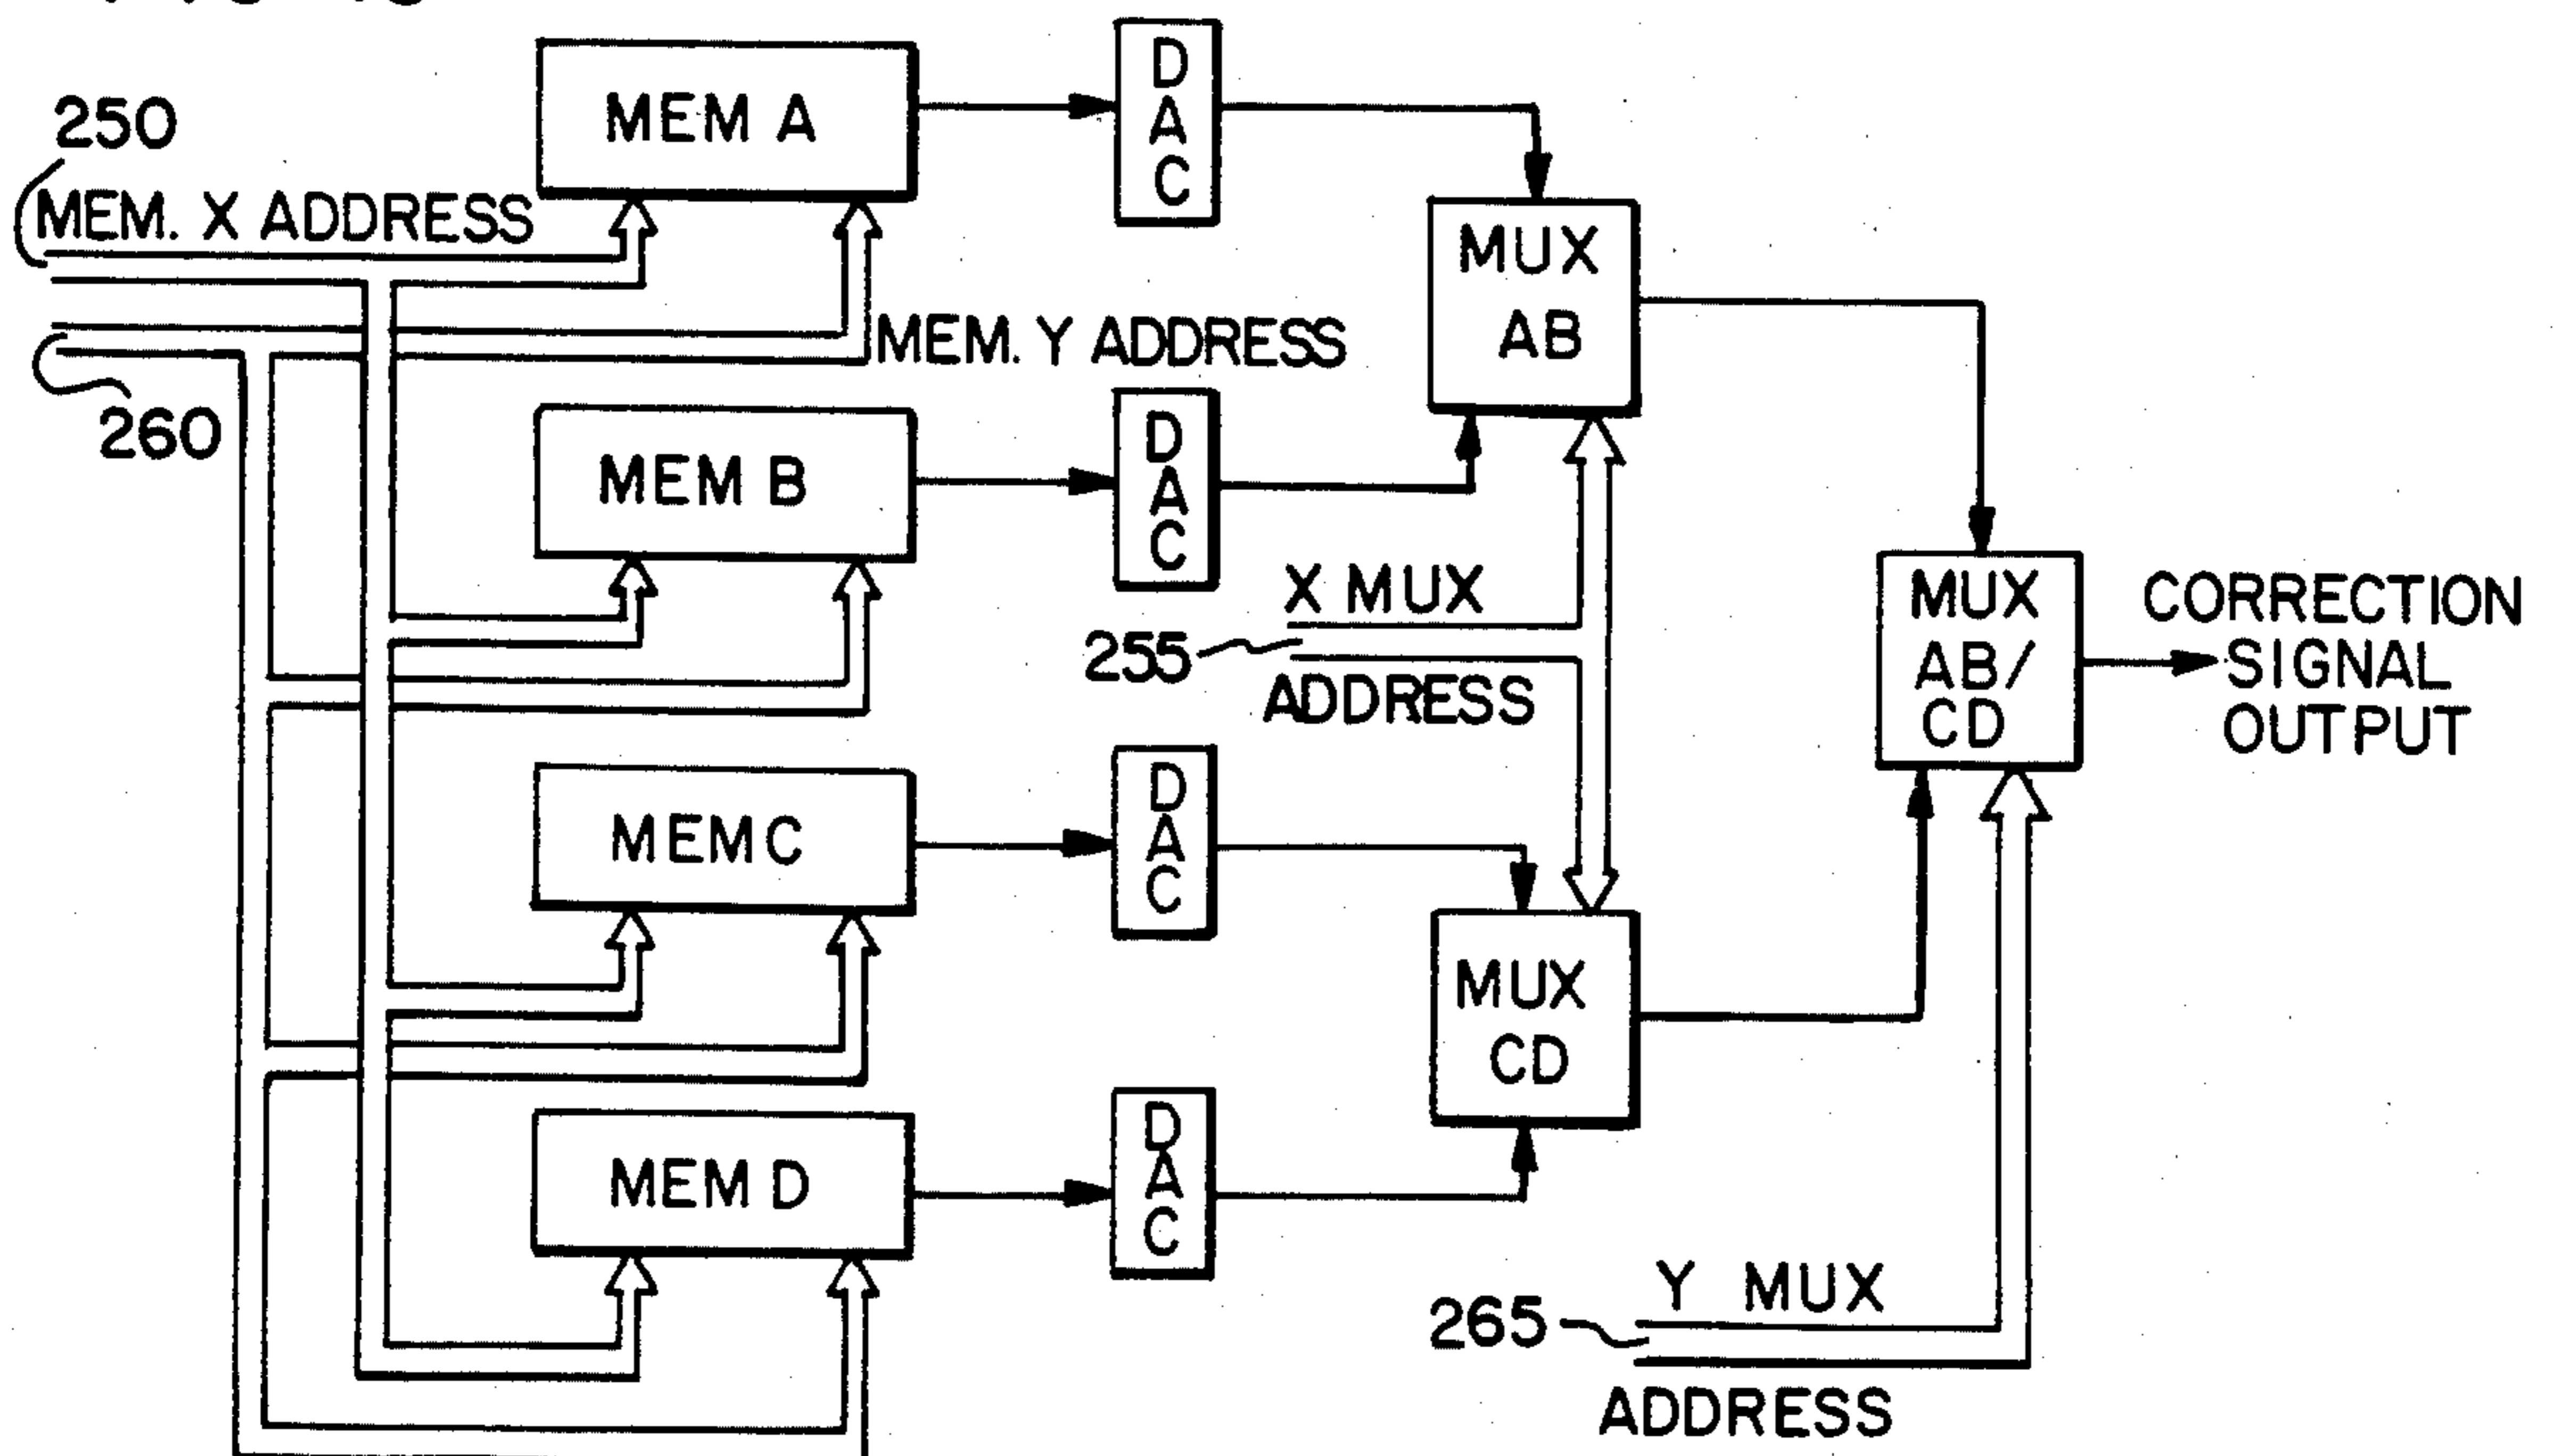 MEM A
D
A
C
250
MEM. X ADDRESS
MUX
AB
MEM. Y ADDRESS
260
MEM B
D
A
C
X MUX
255
ADDRESS
MUX
AB/
CD
CORRECTION
SIGNAL
OUTPUT
MEM C
D
A
C
MUX
CD
MEM D
D
A
C
Y MUX
265
ADDRESS